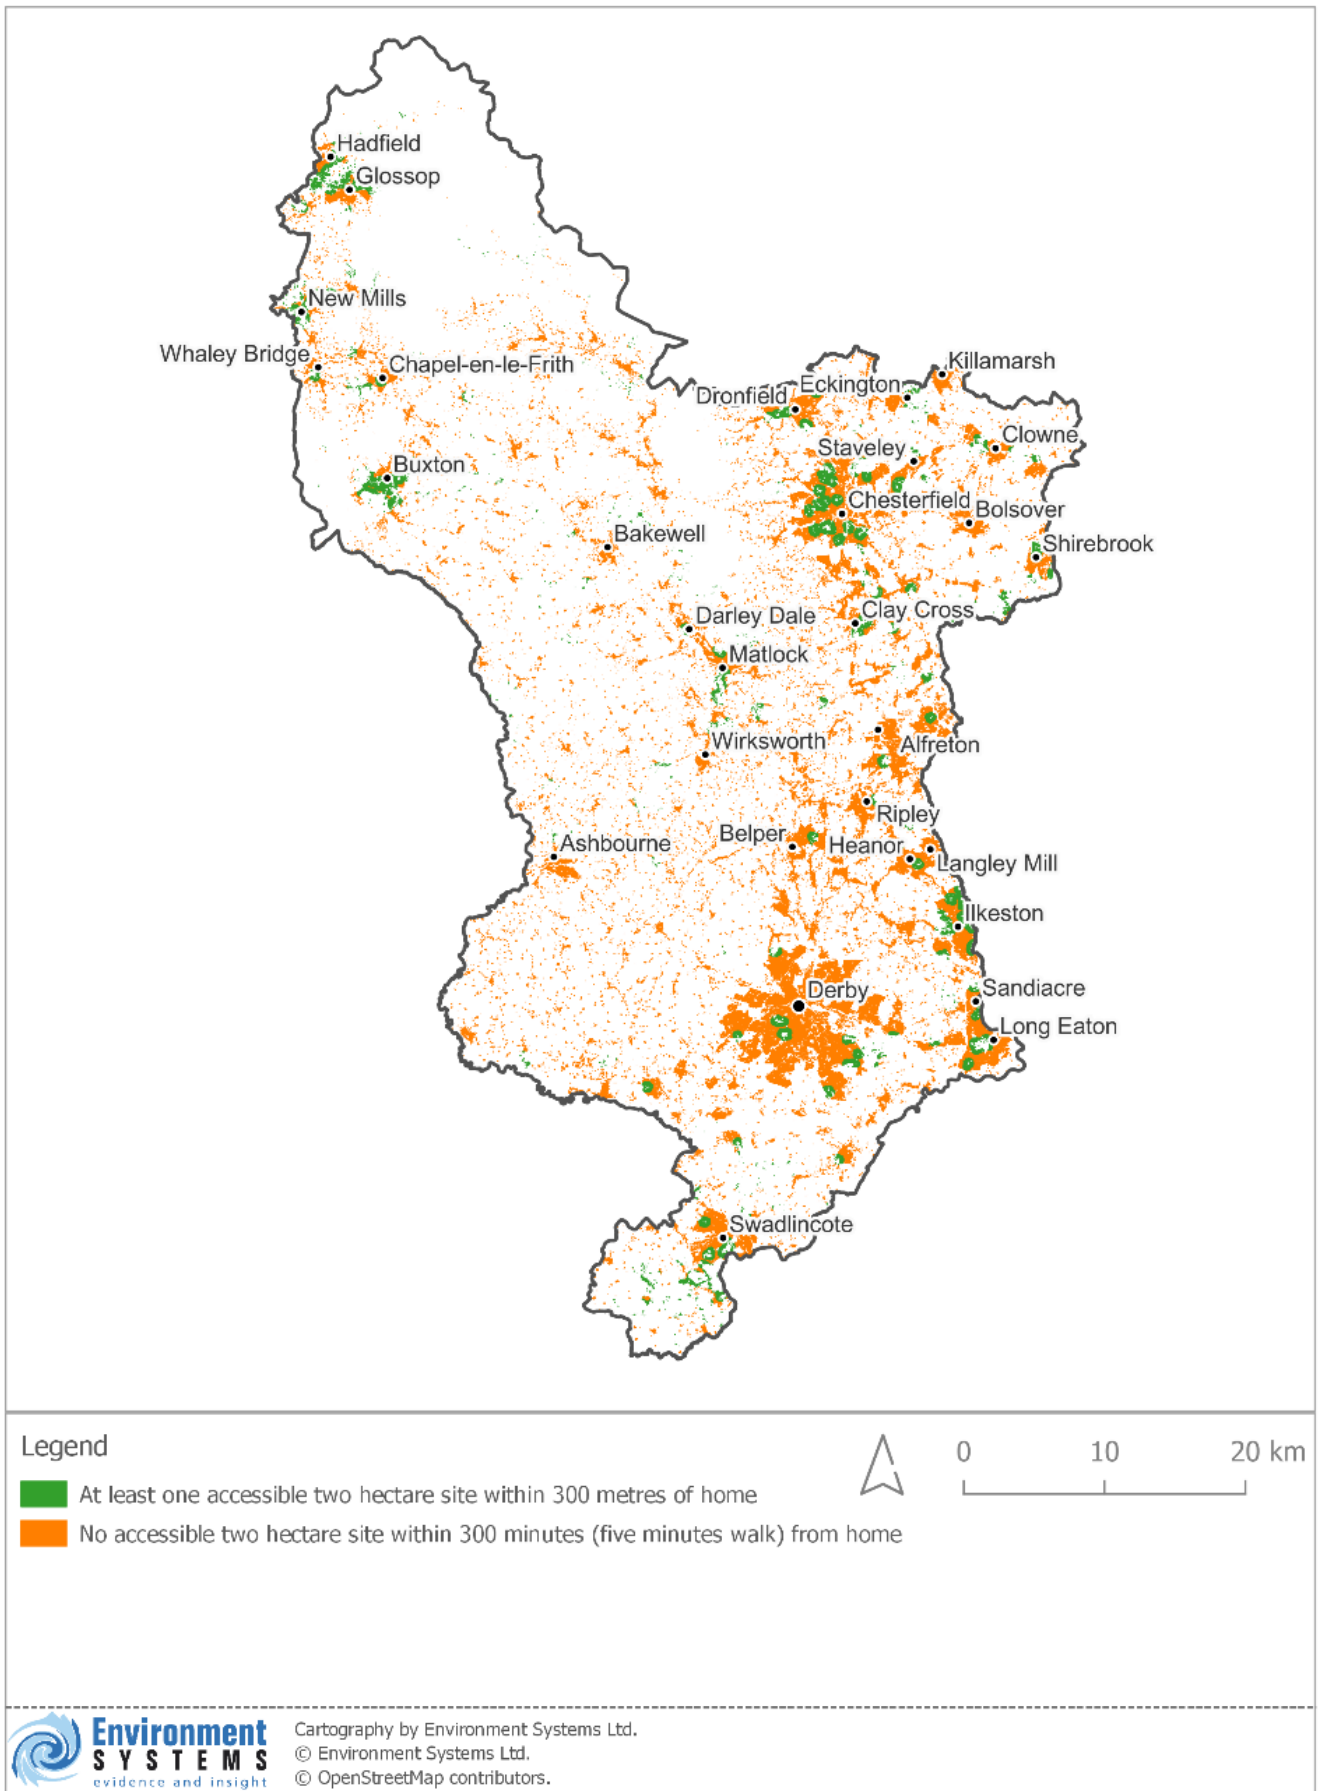 Hadfield
Glossop
New Mills
Whaley Bridge
Chapel-en-le-Frith
Killamarsh
Dronfield
Eckington
Staveley
Clowne
Buxton
Chesterfield
Bolsover
Bakewell
Shirebrook
Darley Dale
Clay Cross
Matlock
Wirksworth
Alfreton
Ripley
Ashbourne
Belper
Heanor
Langley Mill
Ilkeston
Derby
Sandiacre
Long Eaton
Swadlincote
Legend
0 10 20 km
At least one accessible two hectare site within 300 metres of home
No accessible two hectare site within 300 minutes (five minutes walk) from home
Environment
SYSTEMS
evidence and insight
Cartography by Environment Systems Ltd.
© Environment Systems Ltd.
© OpenStreetMap contributors.